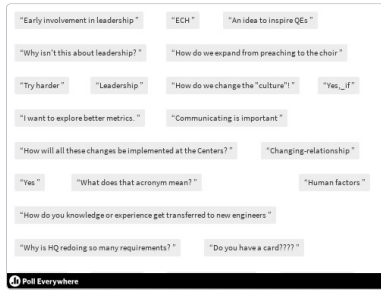 “Early involvement in leadership ” “ECH ” “An idea to inspire QEs ”
“Why isn't this about leadership? ” “How do we expand from preaching to the choir ”
“Try harder ” “Leadership ” “How do we change the "culture"! ” “Yes,_if”
“I want to explore better metrics. ” “Communicating is important ”
“How will all these changes be implemented at the Centers? ” “Changing-relationship ”
“Yes ” “What does that acronym mean? ” “Human factors ”
“How do you knowledge or experience get transferred to new engineers ”
“Why is HQ redoing so many requirements? ” “Do you have a card???? ”
Poll Everywhere